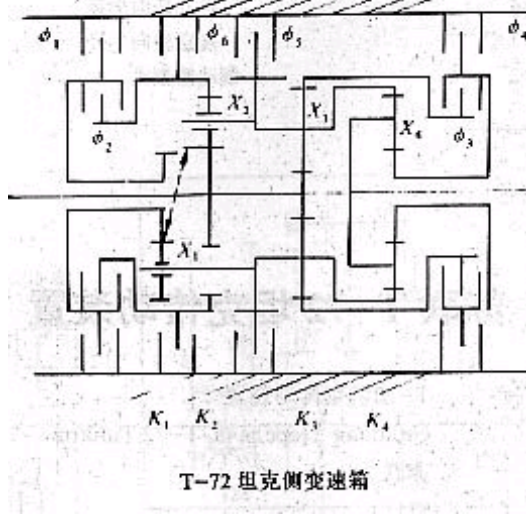 ϕ₁ ϕ₆ ϕ₅ ϕ₄
X₂
X₃
X₄
ϕ₂ ϕ₃
X₁
K₁ K₂ K₃ K₄
T-72 坦克侧变速箱